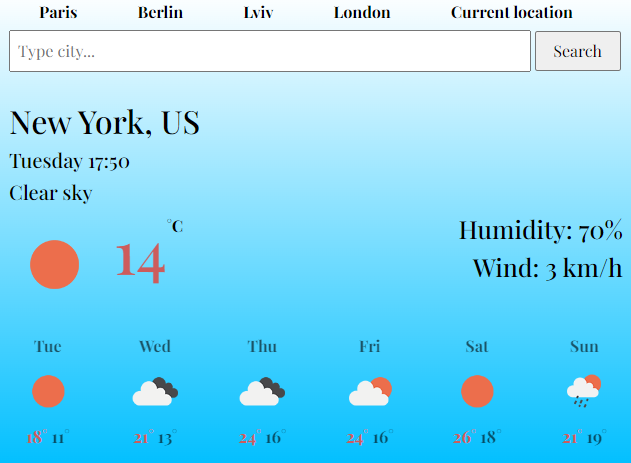 Paris Berlin Lviv London Current location
Type city... Search
New York, US
Tuesday 17:50
Clear sky
14 °C
Humidity: 70%
Wind: 3 km/h
Tue Wed Thu Fri Sat Sun
18° 11° 21° 13° 24° 16° 24° 16° 26° 18° 21° 19°